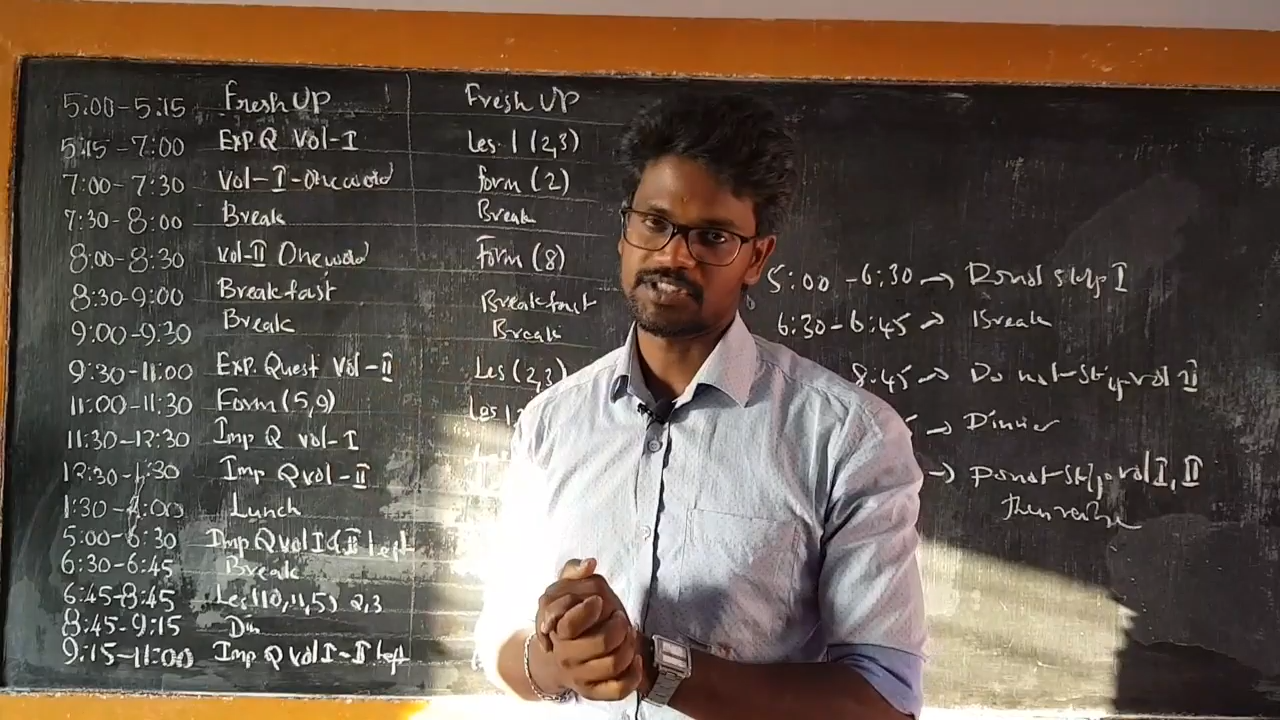 5:00-5:15 Fresh UP Fresh UP
5:15-7:00 Exp.Q Vol-I Les 1 (2,3)
7:00-7:30 Vol-I-Oneword form (2)
7:30-8:00 Break Break
8:00-8:30 vol-II Oneword Form (8)
8:30-9:00 Breakfast Breakfast
9:00-9:30 Break Break
9:30-11:00 Exp. Quest Vol-II Les (2,3)
11:00-11:30 Form (5,9) Les
11:30-12:30 Imp Q vol-I
12:30-1:30 Imp Q vol-II
1:30- Lunch
5:00-6:30 Imp Q vol I & II left
6:30-6:45 Break
6:45-8:45 Les (10,11,5) 2,3
8:45-9:15 Din
9:15-11:00 Imp Q vol I-II left
5:00-6:30 → I
6:30-6:45 → Break
8:45 → vol II
→ Dinner
→ vol I, II